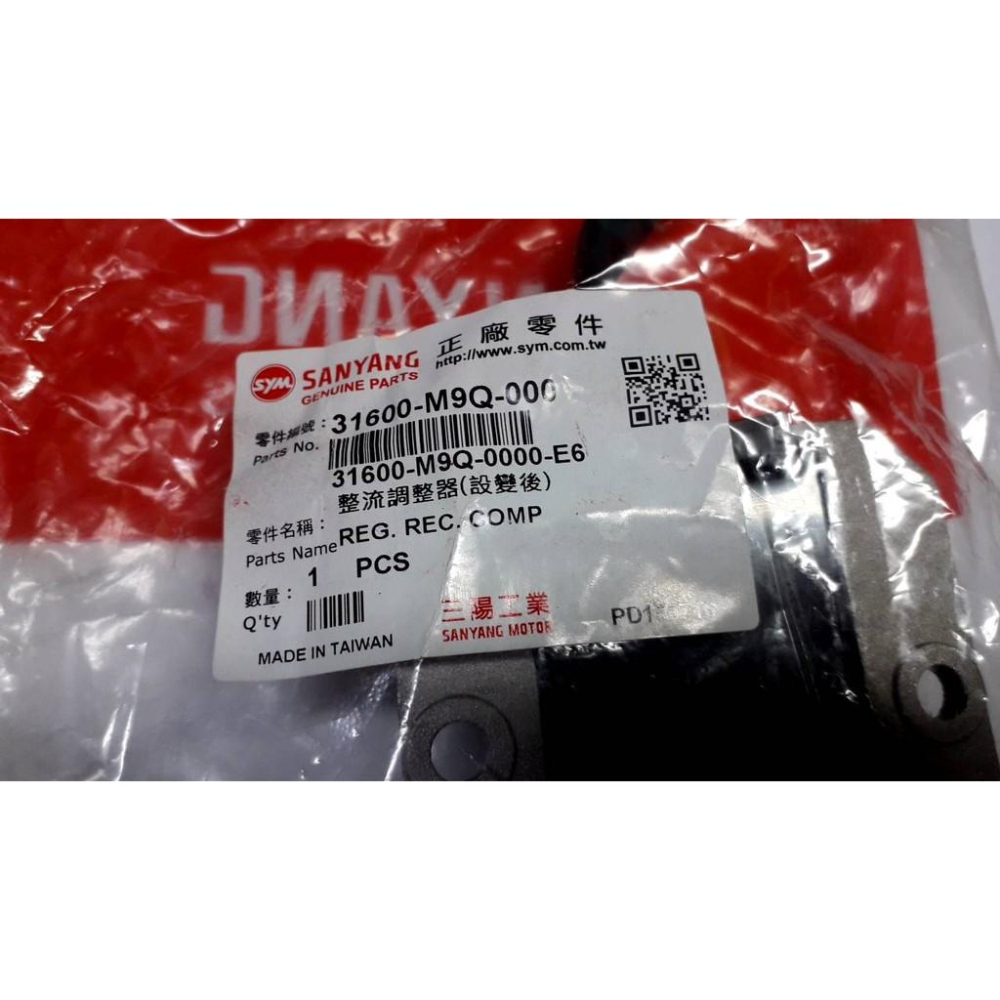 SANYANG
SYM SANYANG 正廠零件
GENUINE PARTS http://www.sym.com.tw
零件編號：31600-M9Q-000
Parts No.
31600-M9Q-0000-E6
整流調整器(設變後)
零件名稱：
Parts Name REG. REC. COMP
數量： 1 PCS
Q'ty
三陽工業
SANYANG MOTOR
MADE IN TAIWAN